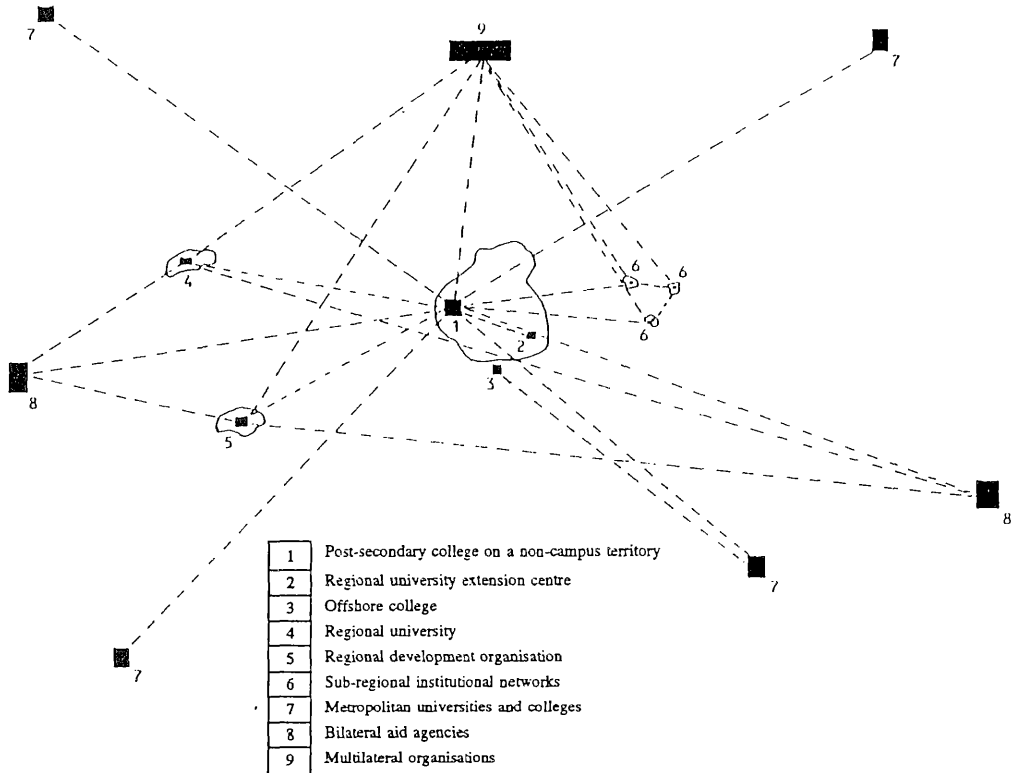 7
9
7
6
6
4
1
6
2
3
8
5
8
7
7
1 Post-secondary college on a non-campus territory
2 Regional university extension centre
3 Offshore college
4 Regional university
5 Regional development organisation
6 Sub-regional institutional networks
7 Metropolitan universities and colleges
8 Bilateral aid agencies
9 Multilateral organisations